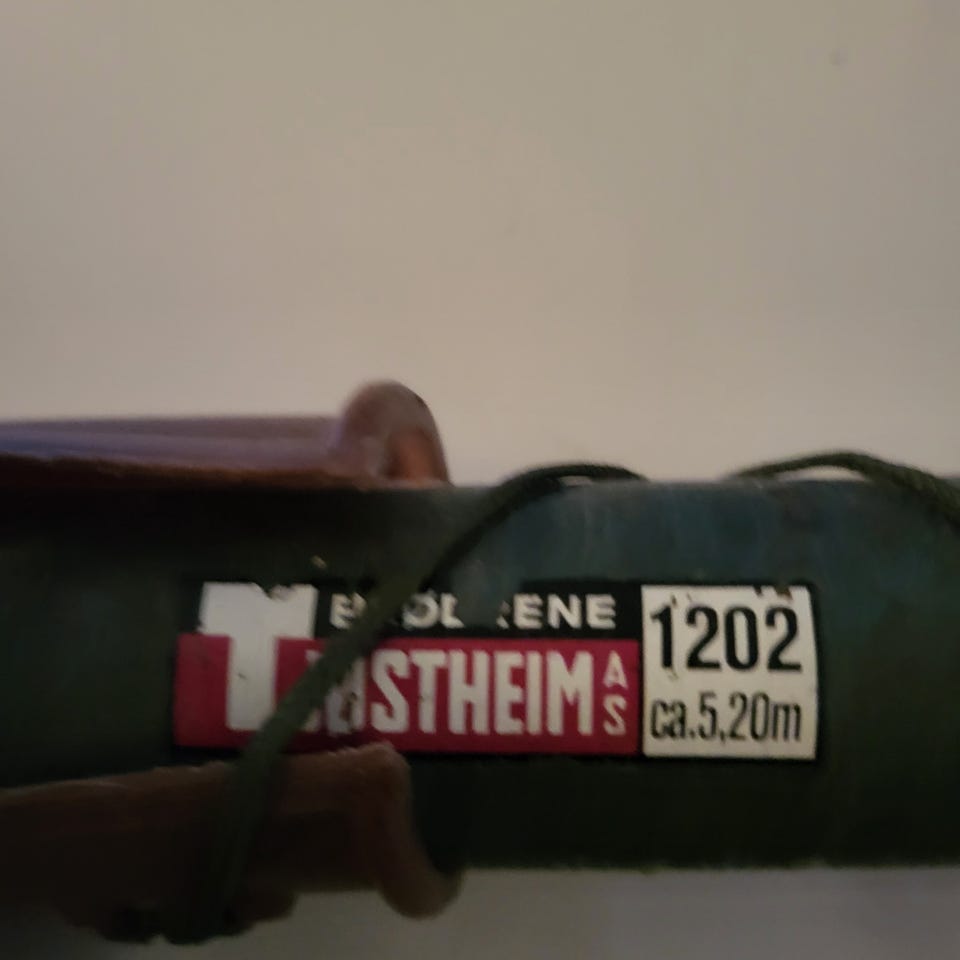 BRØDRENE
AS
1202
ca.5,20m